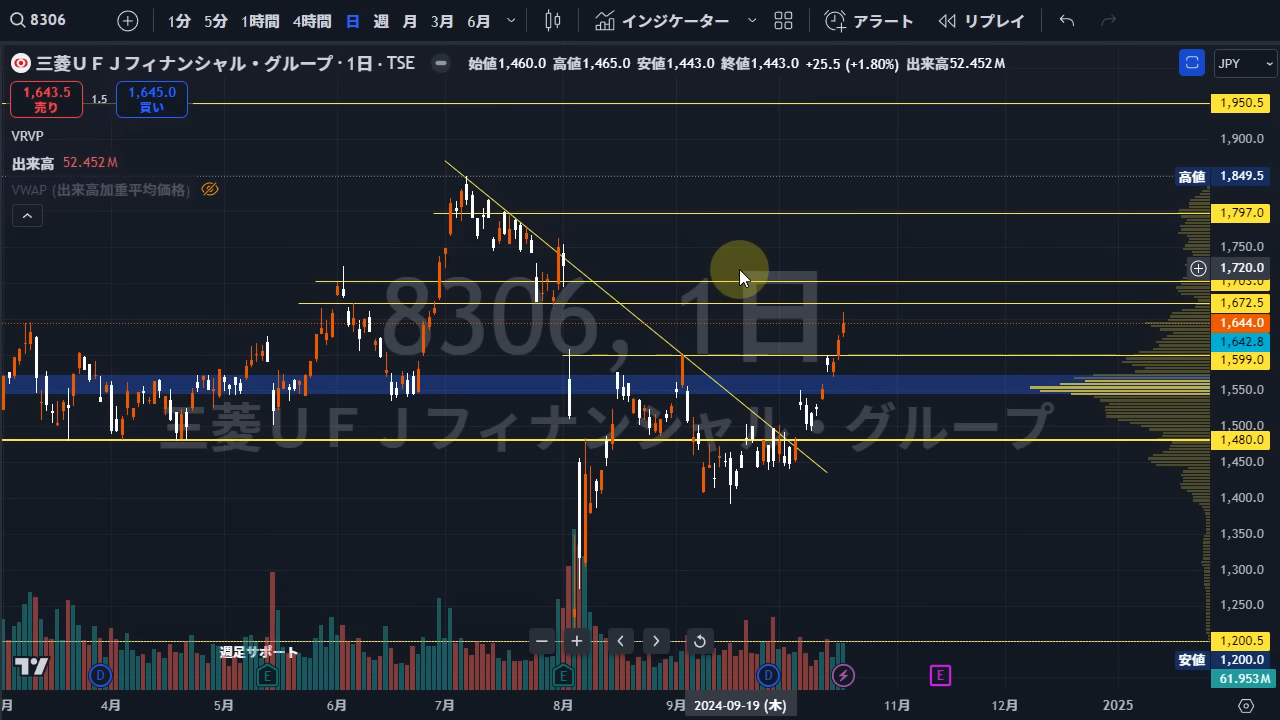 8306 1分 5分 1時間 4時間 日 週 月 3月 6月 インジケーター アラート リプレイ
三菱ＵＦＪフィナンシャル・グループ · 1日 · TSE 始値1,460.0 高値1,465.0 安値1,443.0 終値1,443.0 +25.5 (+1.80%) 出来高52.452M JPY
1,643.5 売り 1.5 1,645.0 買い
VRVP
出来高 52.452M
VWAP (出来高加重平均価格)
8306, 1日
三菱ＵＦＪフィナンシャル・グループ
1,950.5
1,900.0
高値 1,849.5
1,797.0
1,750.0
1,720.0
1,672.5
1,644.0
1,642.8
1,599.0
1,550.0
1,500.0
1,480.0
1,450.0
1,400.0
1,350.0
1,300.0
1,250.0
1,200.5
安値 1,200.0
61.953M
週足サポート
D E E D E
月 4月 5月 6月 7月 8月 9月 2024-09-19 (木) 11月 12月 2025